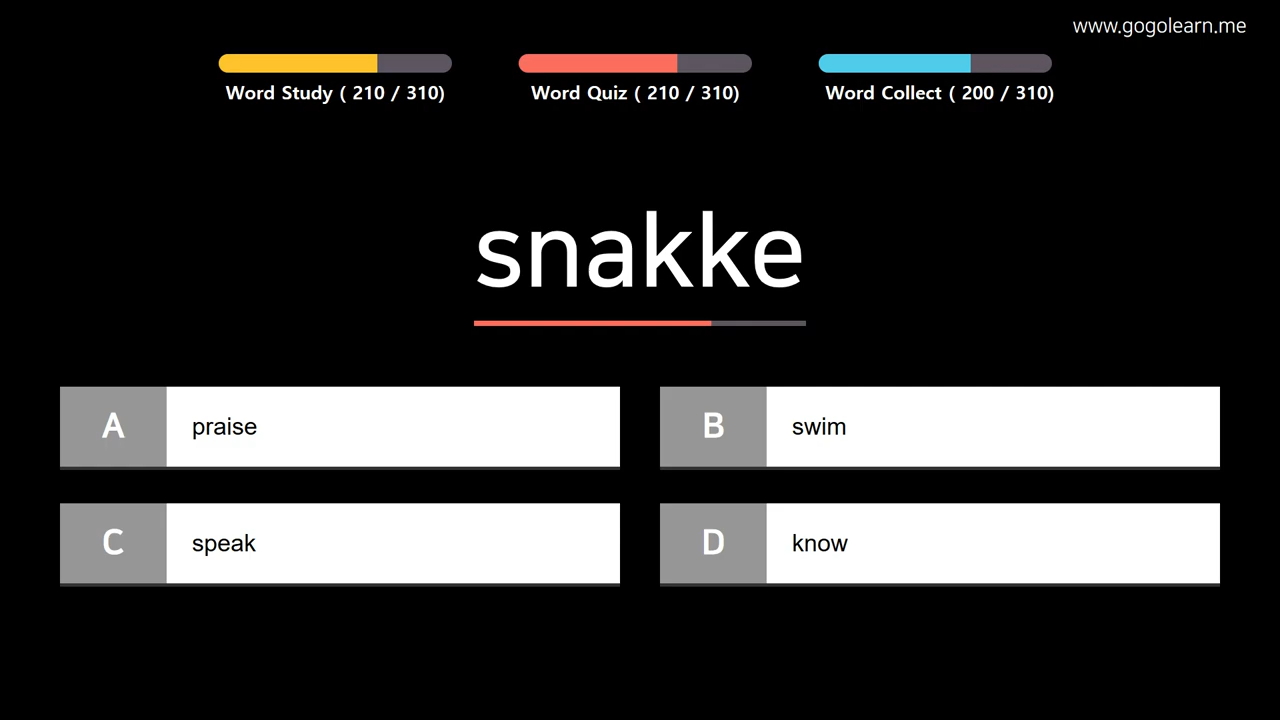 www.gogolearn.me
Word Study ( 210 / 310)
Word Quiz ( 210 / 310)
Word Collect ( 200 / 310)
snakke
A praise
B swim
C speak
D know